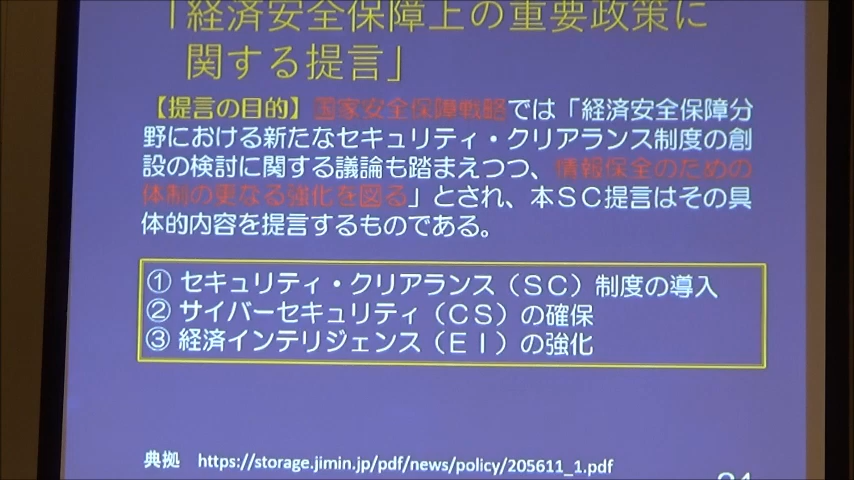 「経済安全保障上の重要政策に
関する提言」
【提言の目的】国家安全保障戦略では「経済安全保障分
野における新たなセキュリティ・クリアランス制度の創
設の検討に関する議論も踏まえつつ、情報保全のための
体制の更なる強化を図る」とされ、本ＳＣ提言はその具
体的内容を提言するものである。
① セキュリティ・クリアランス（ＳＣ）制度の導入
② サイバーセキュリティ（ＣＳ）の確保
③ 経済インテリジェンス（ＥＩ）の強化
典拠 https://storage.jimin.jp/pdf/news/policy/205611_1.pdf